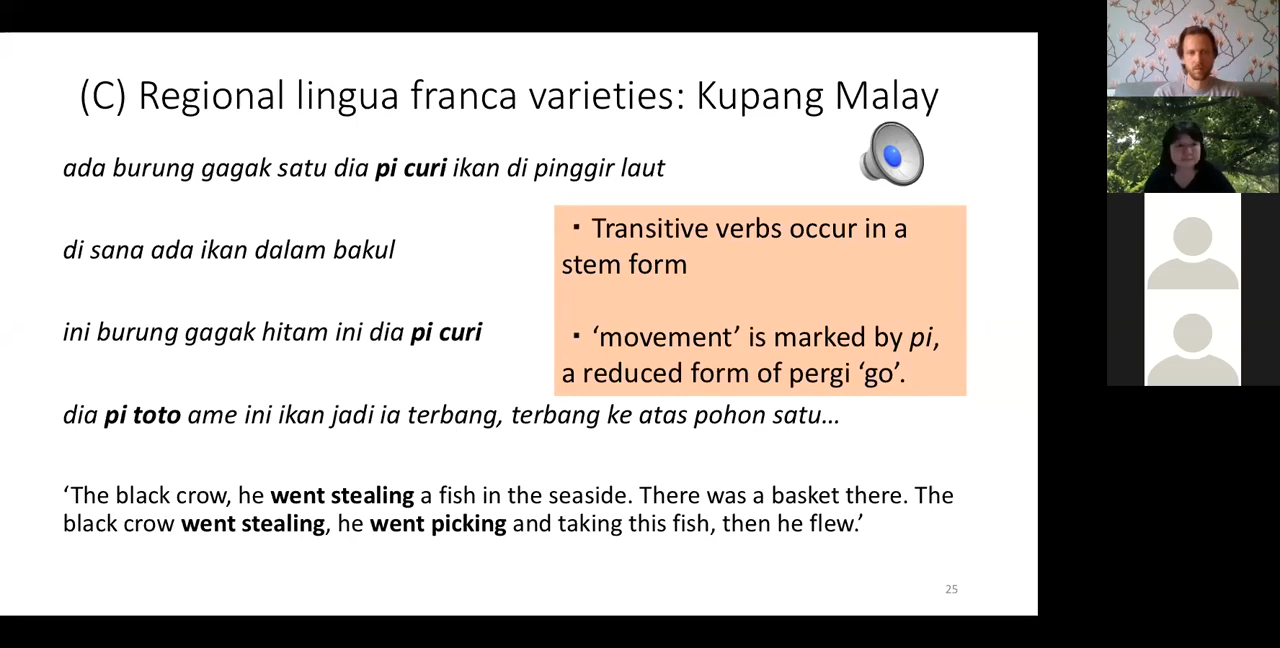 (C) Regional lingua franca varieties: Kupang Malay
ada burung gagak satu dia pi curi ikan di pinggir laut
di sana ada ikan dalam bakul
ini burung gagak hitam ini dia pi curi
dia pi toto ame ini ikan jadi ia terbang, terbang ke atas pohon satu…
▪ Transitive verbs occur in a
stem form
▪ ‘movement’ is marked by pi,
a reduced form of pergi ‘go’.
‘The black crow, he went stealing a fish in the seaside. There was a basket there. The
black crow went stealing, he went picking and taking this fish, then he flew.’
25